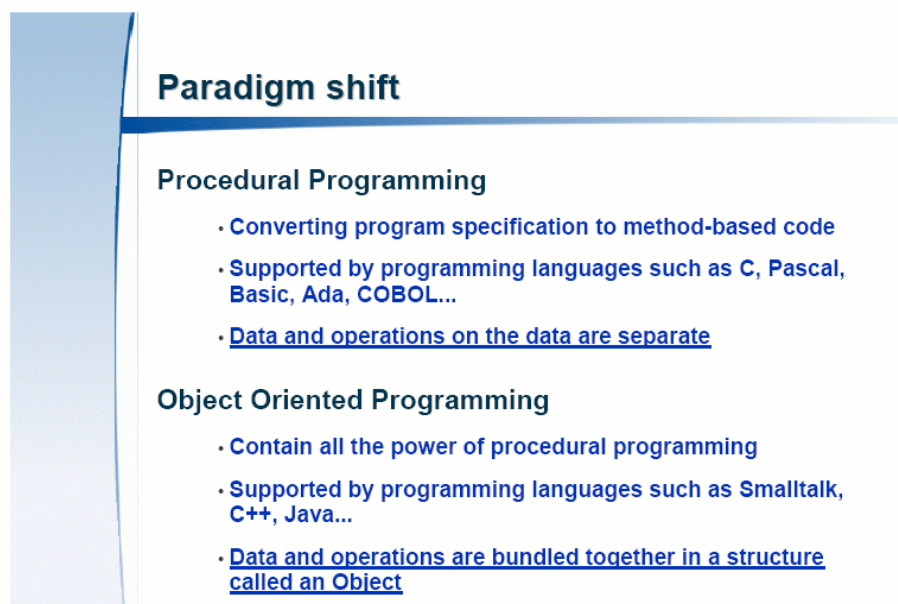 Paradigm shift
Procedural Programming
· Converting program specification to method-based code
· Supported by programming languages such as C, Pascal,
Basic, Ada, COBOL...
· Data and operations on the data are separate
Object Oriented Programming
· Contain all the power of procedural programming
· Supported by programming languages such as Smalltalk,
C++, Java...
· Data and operations are bundled together in a structure
called an Object